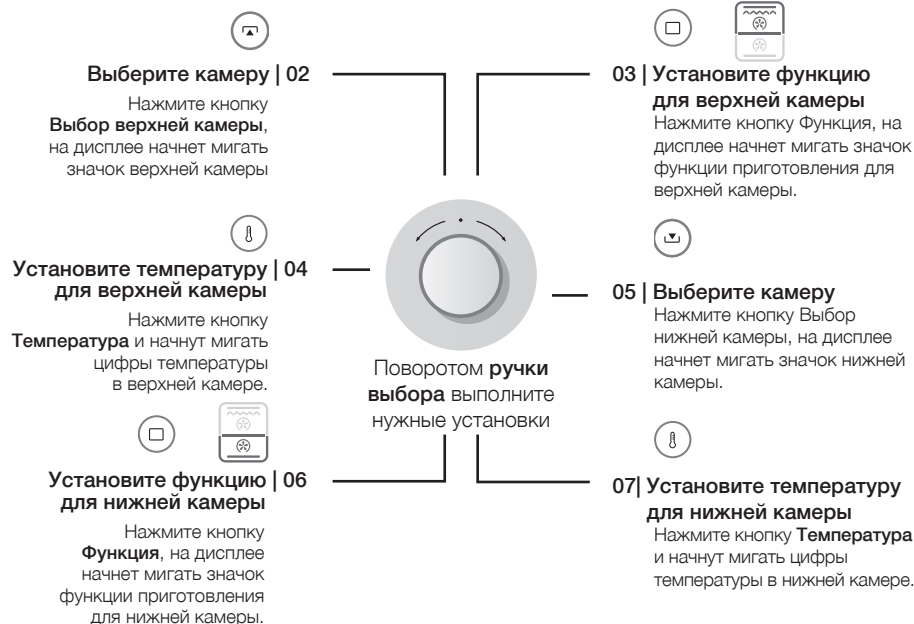 Выберите камеру | 02
Нажмите кнопку
Выбор верхней камеры,
на дисплее начнет мигать
значок верхней камеры
03 | Установите функцию
для верхней камеры
Нажмите кнопку Функция, на
дисплее начнет мигать значок
функции приготовления для
верхней камеры.
Установите температуру | 04
для верхней камеры
Нажмите кнопку
Температура и начнут мигать
цифры температуры
в верхней камере.
05 | Выберите камеру
Нажмите кнопку Выбор
нижней камеры, на дисплее
начнет мигать значок нижней
камеры.
Поворотом ручки
выбора выполните
нужные установки
Установите функцию | 06
для нижней камеры
Нажмите кнопку
Функция, на дисплее
начнет мигать значок
функции приготовления
для нижней камеры.
07| Установите температуру
для нижней камеры
Нажмите кнопку Температура
и начнут мигать цифры
температуры в нижней камере.